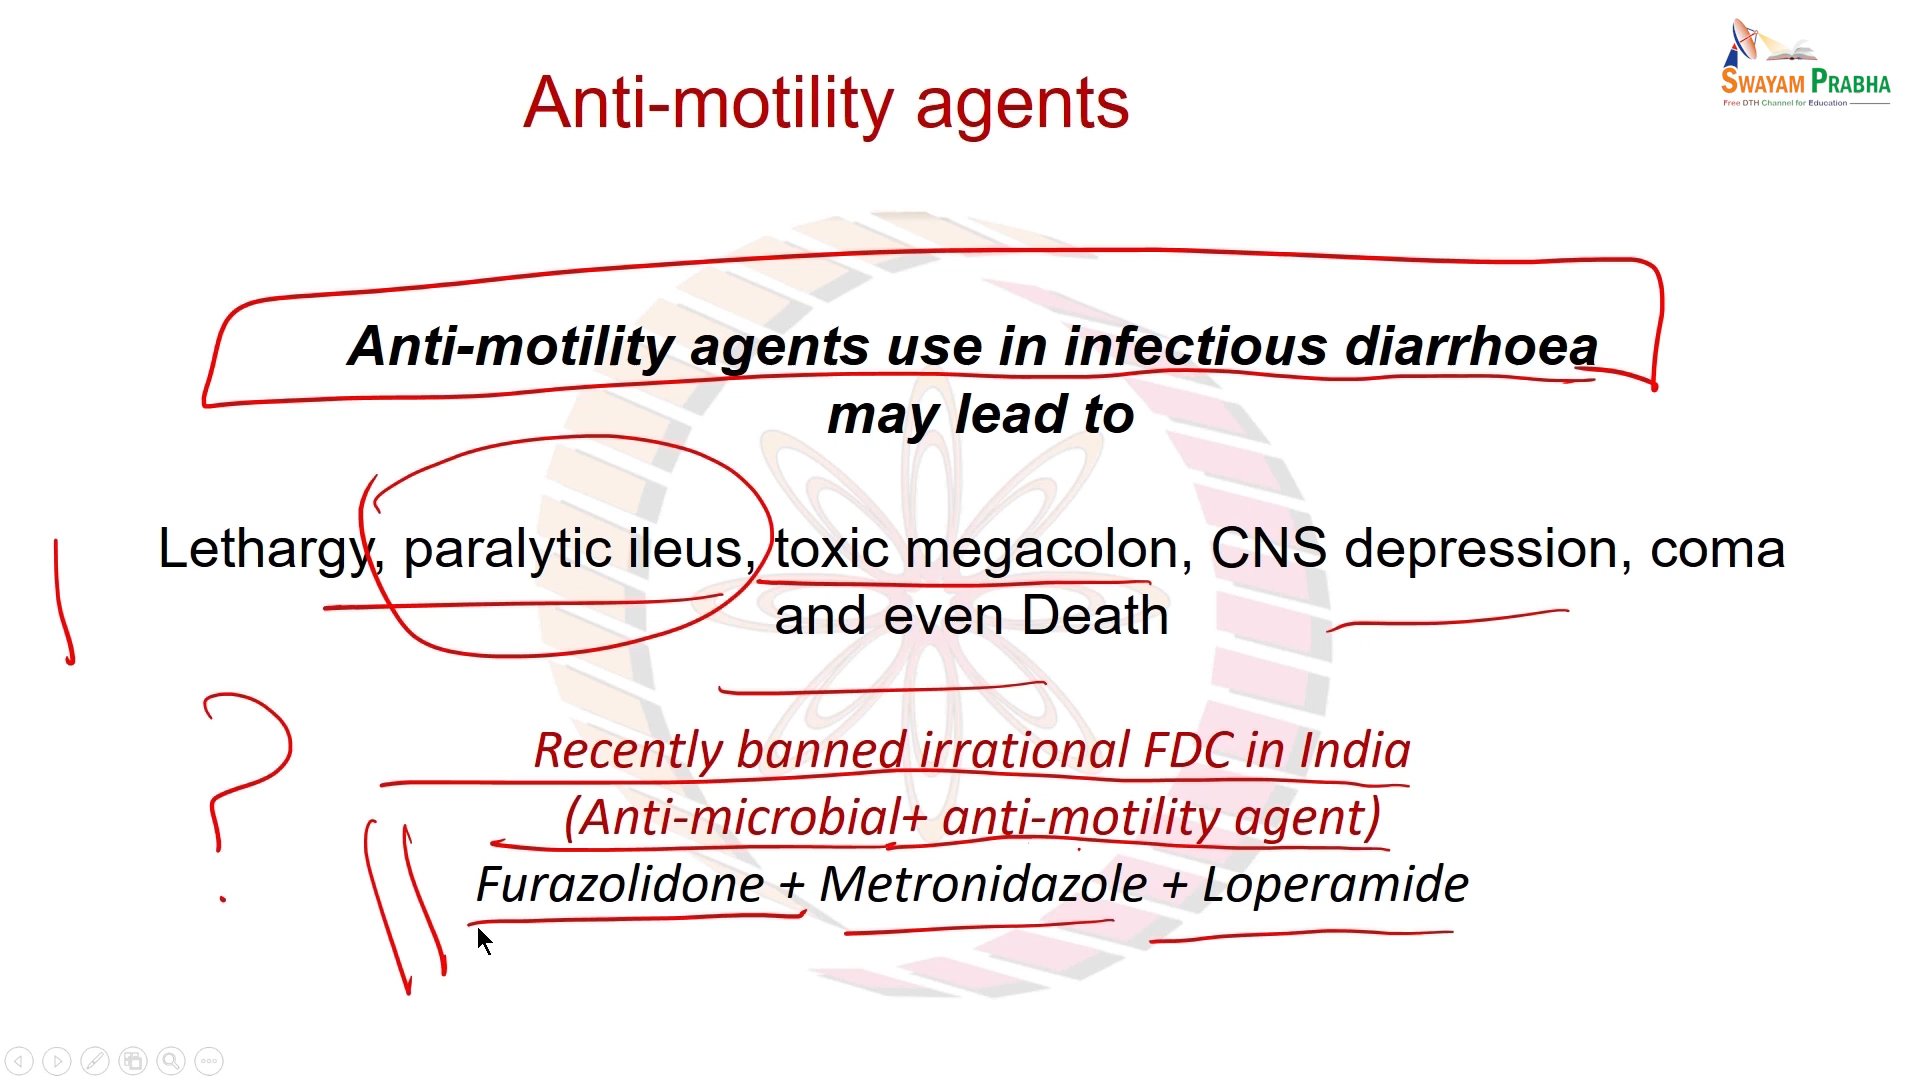 SWAYAM PRABHA
Free DTH Channel for Education
Anti-motility agents
Anti-motility agents use in infectious diarrhoea
may lead to
Lethargy, paralytic ileus, toxic megacolon, CNS depression, coma
and even Death
Recently banned irrational FDC in India
(Anti-microbial+ anti-motility agent)
Furazolidone + Metronidazole + Loperamide
?